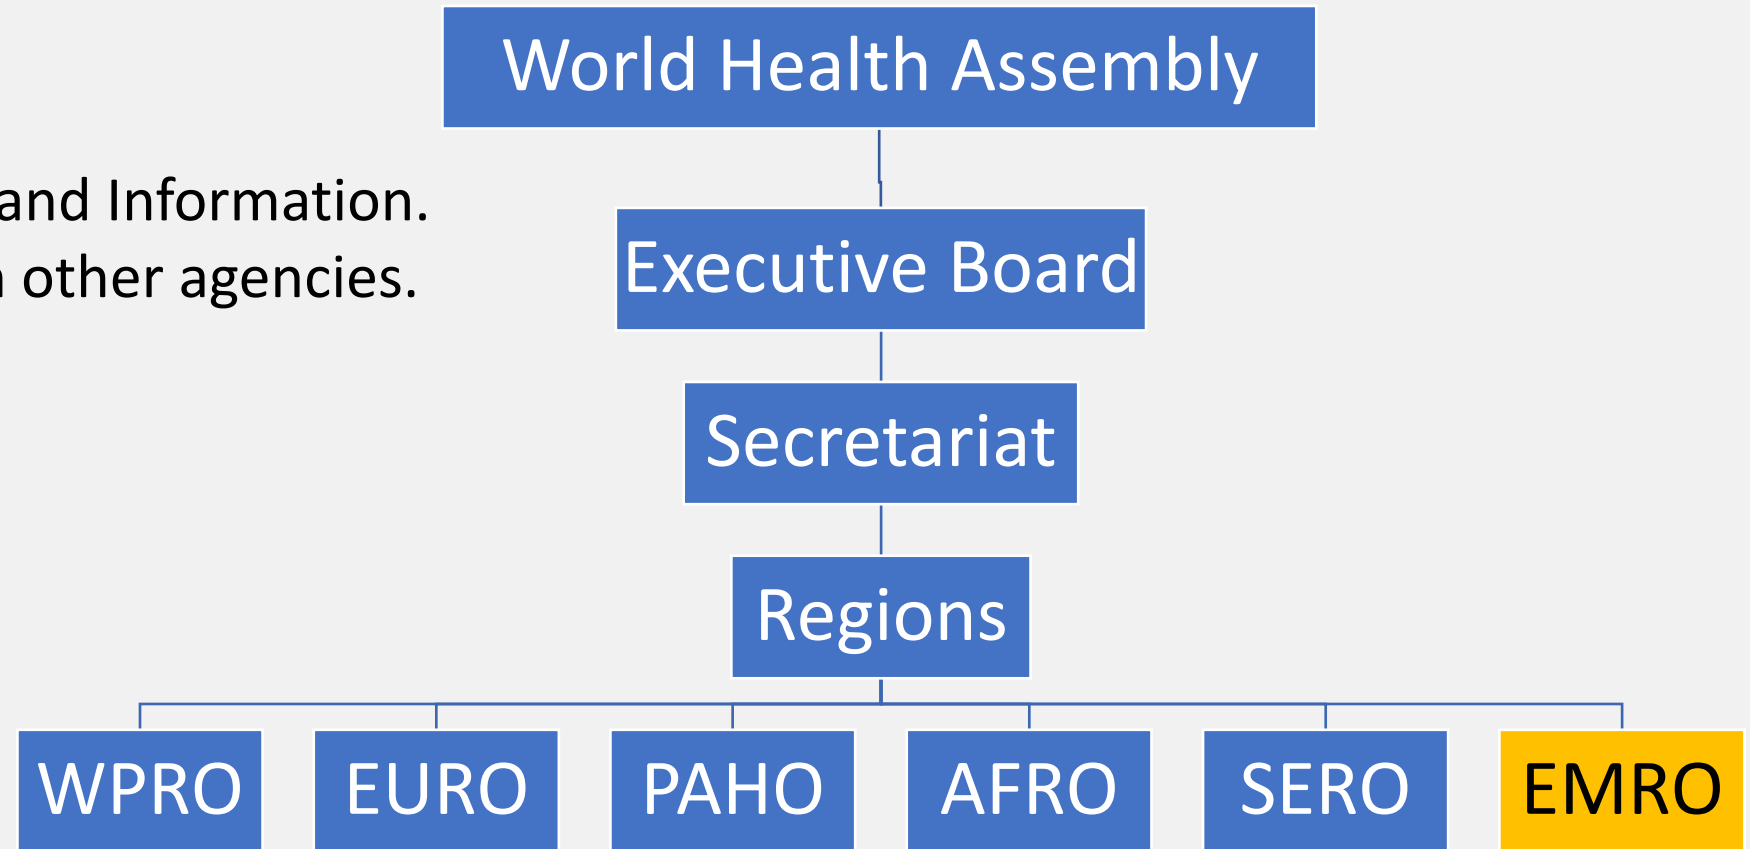 World Health Assembly
and Information.
other agencies.
Executive Board
Secretariat
Regions
WPRO EURO PAHO AFRO SERO EMRO